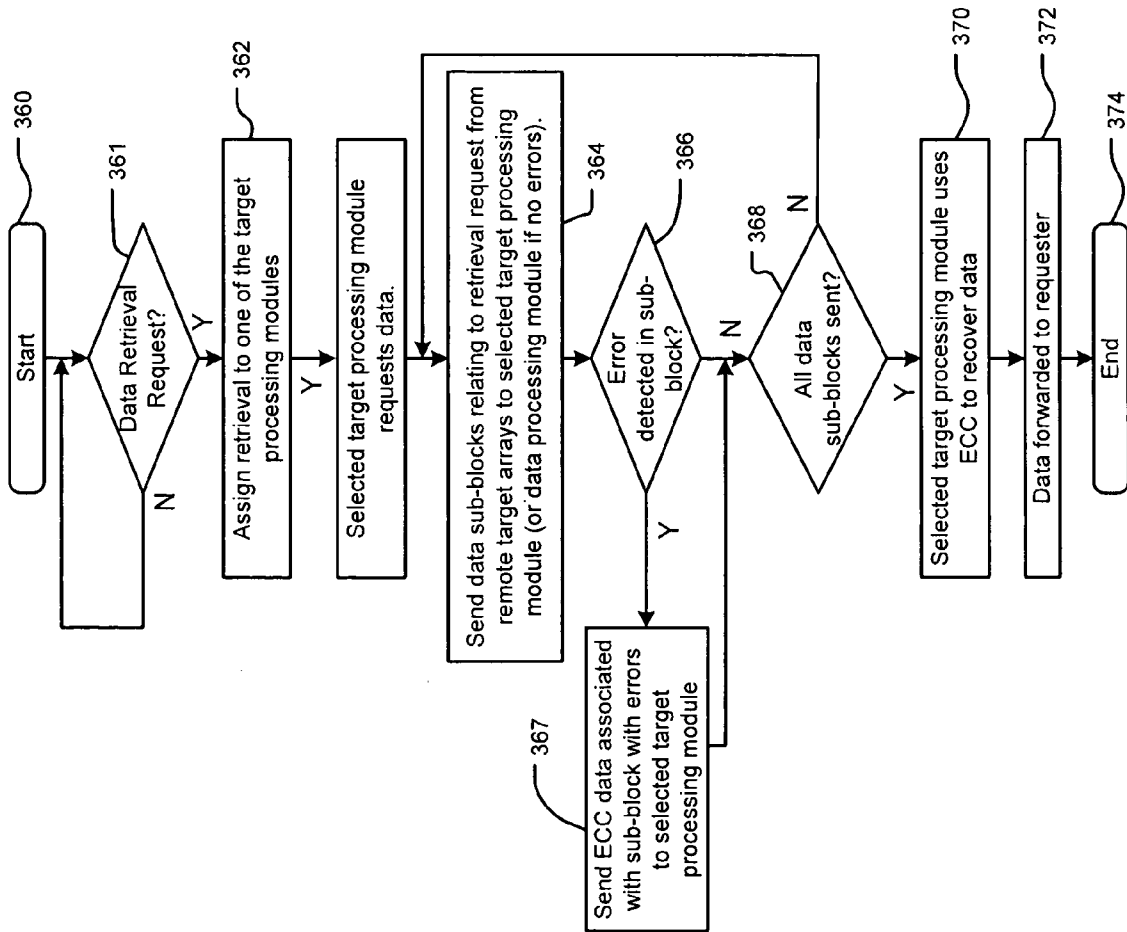 Start
360
Data Retrieval
Request?
361
N
Y
Assign retrieval to one of the target
processing modules
362
Y
Selected target processing module
requests data.
Send data sub-blocks relating to retrieval request from
remote target arrays to selected target processing
module (or data processing module if no errors).
364
Error
detected in sub-
block?
366
Y
N
Send ECC data associated
with sub-block with errors
to selected target
processing module
367
All data
sub-blocks sent?
368
N
Y
Selected target processing module uses
ECC to recover data
370
Data forwarded to requester
372
End
374